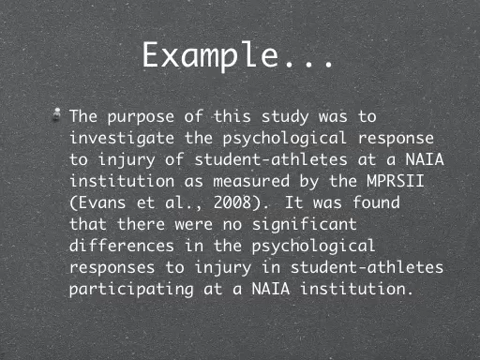 Example...
The purpose of this study was to
investigate the psychological response
to injury of student-athletes at a NAIA
institution as measured by the MPRSII
(Evans et al., 2008). It was found
that there were no significant
differences in the psychological
responses to injury in student-athletes
participating at a NAIA institution.